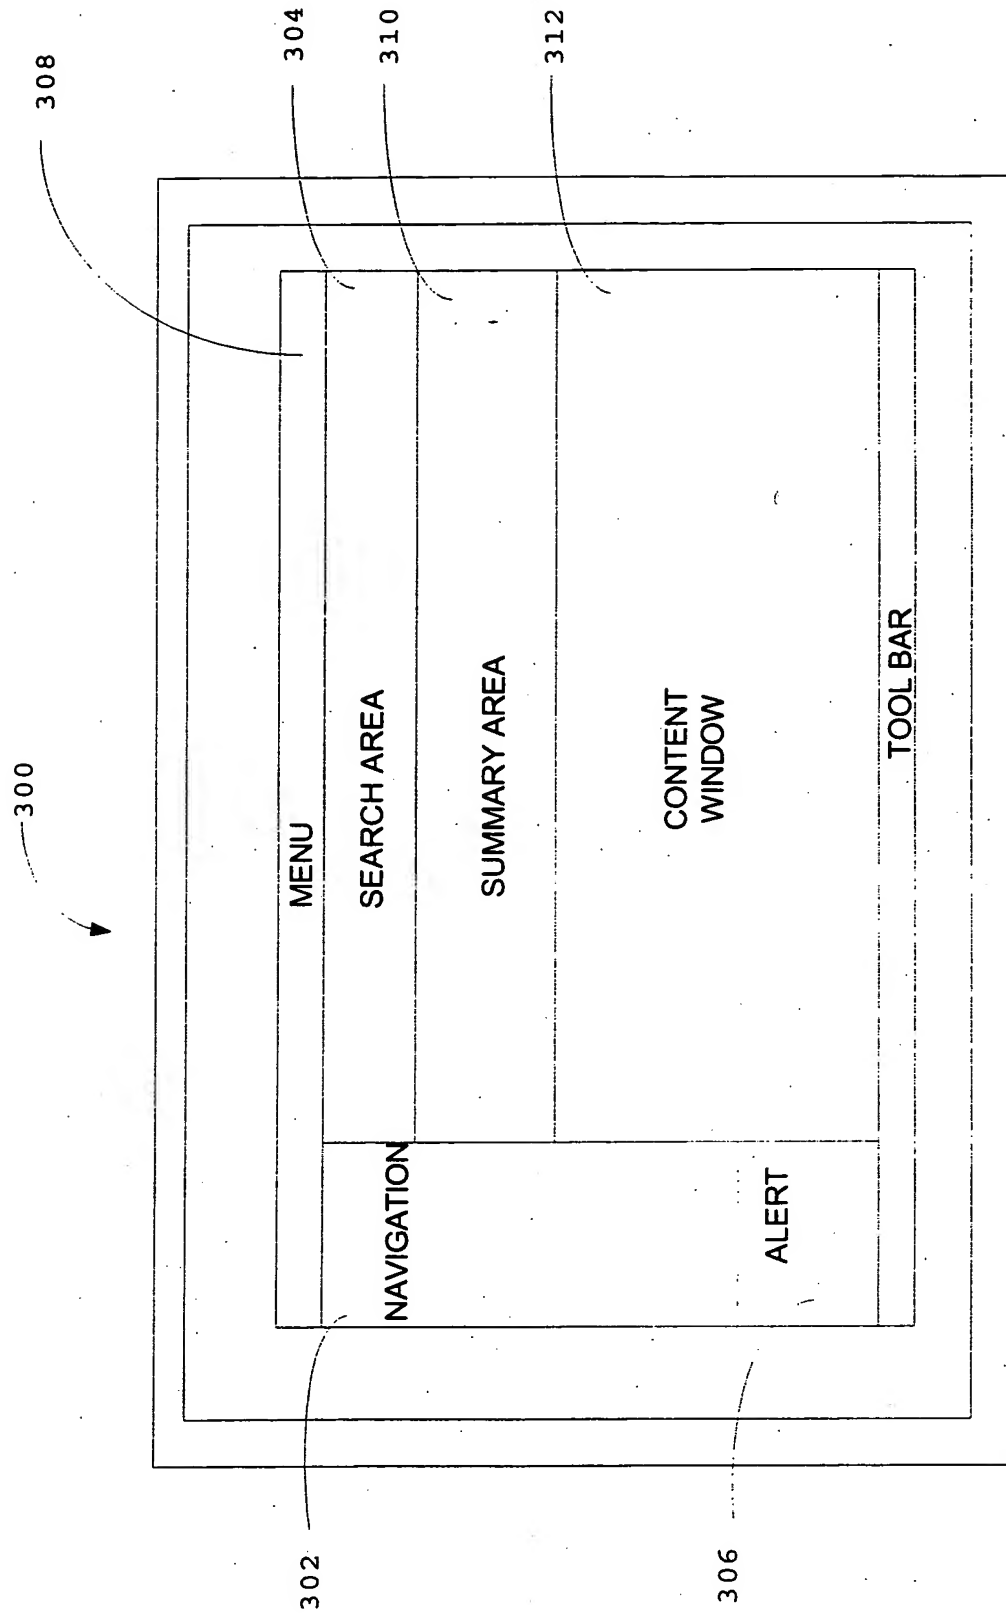 300
308
MENU
304
SEARCH AREA
310
SUMMARY AREA
312
CONTENT
WINDOW
302
NAVIGATION
306
ALERT
TOOL BAR